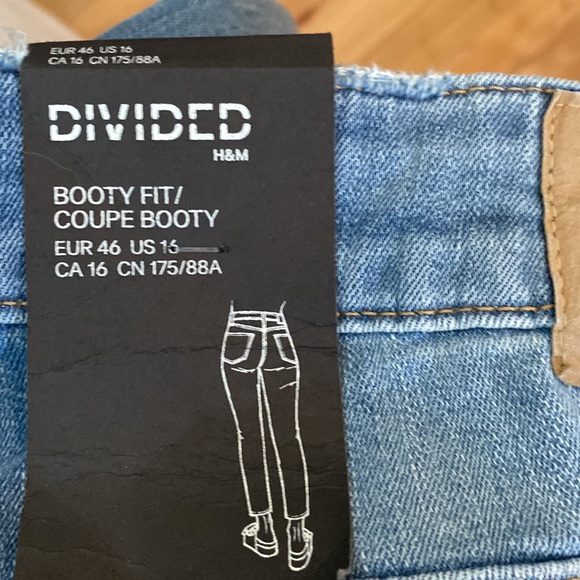 EUR 46 US 16
CA 16 CN 175/88A
DIVIDED
H&M
BOOTY FIT/
COUPE BOOTY
EUR 46 US 16
CA 16 CN 175/88A